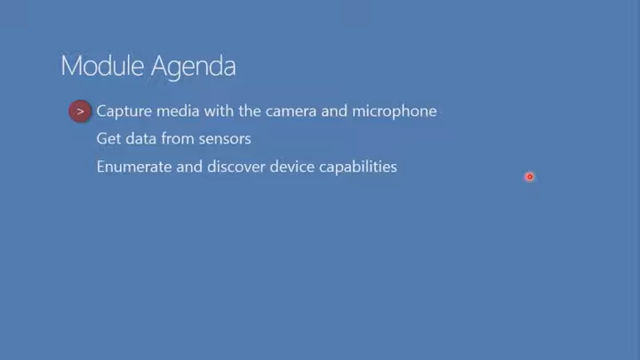 Module Agenda
> Capture media with the camera and microphone
Get data from sensors
Enumerate and discover device capabilities